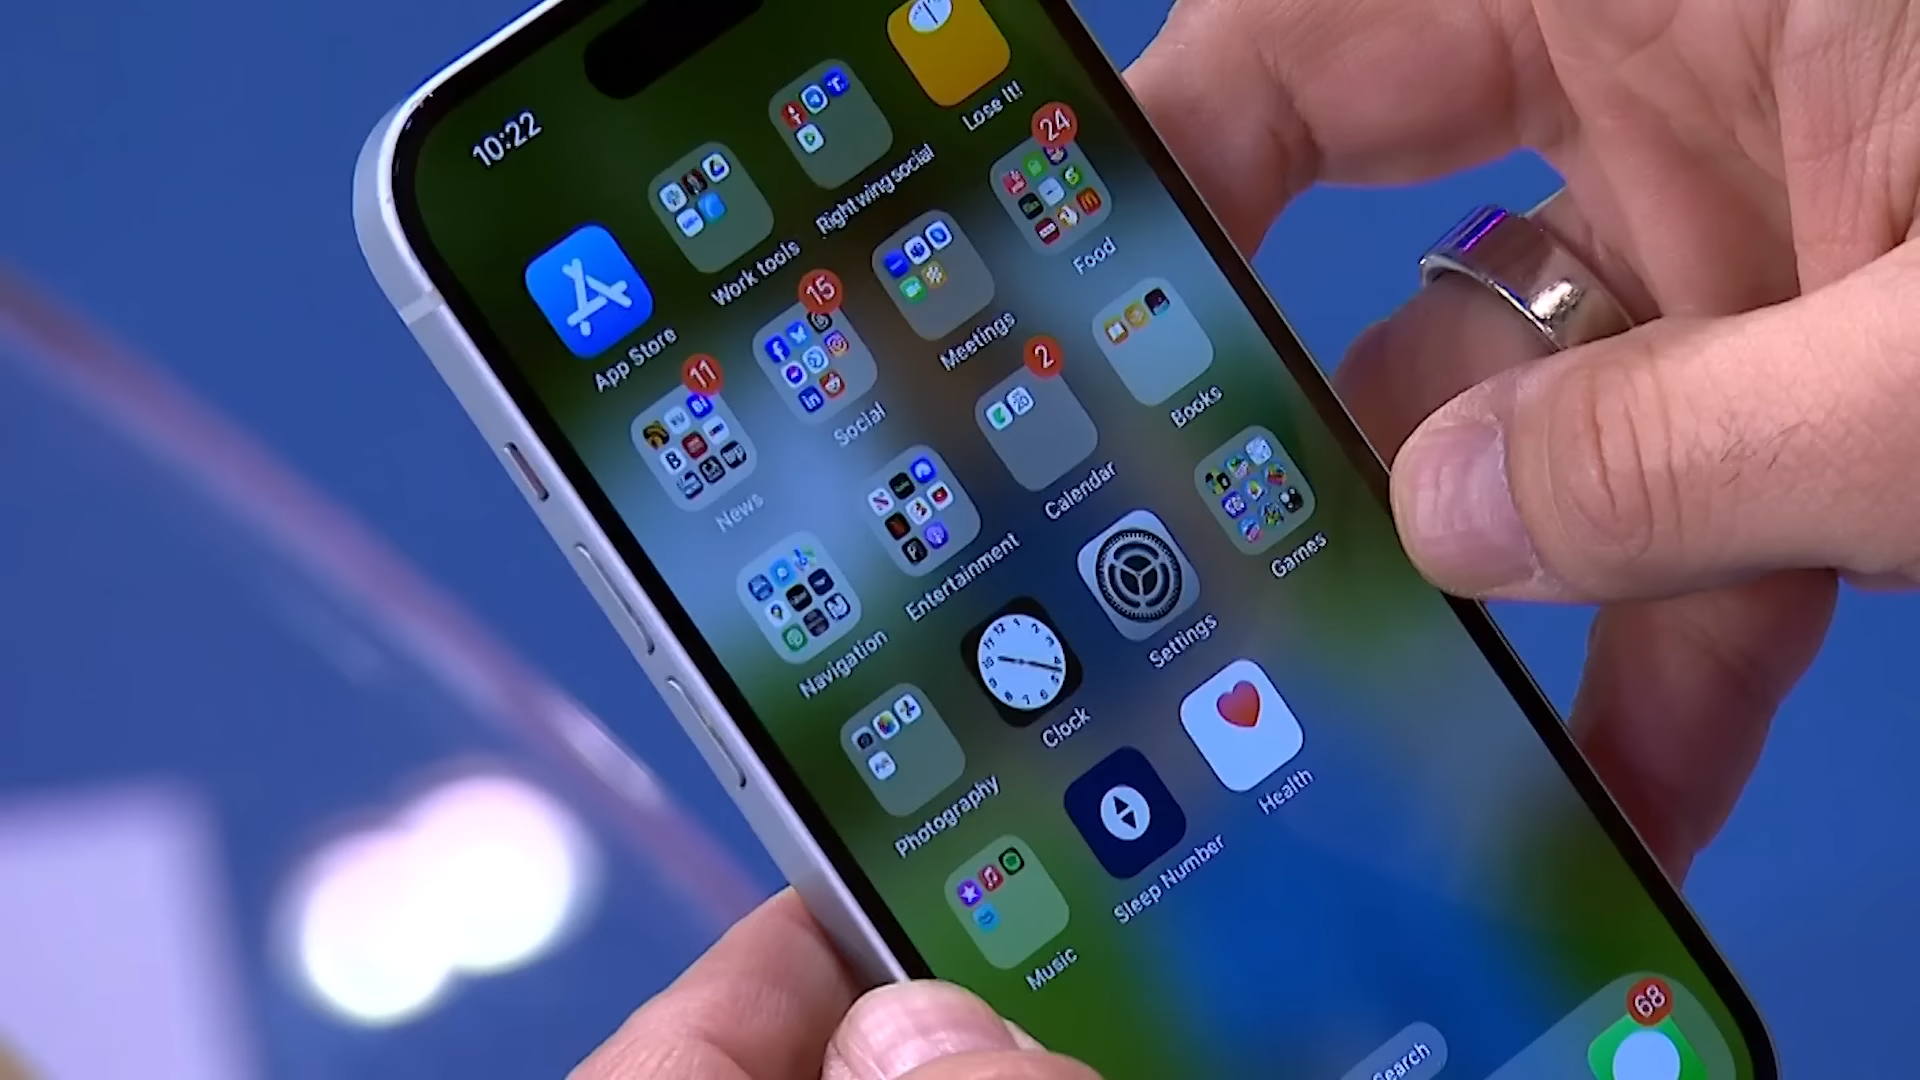 10:22
App Store
Work tools
Right wing social
Lose It!
11
News
15
Social
Meetings
24
Food
Navigation
Entertainment
2
Calendar
Books
Photography
Clock
Settings
Games
Music
Sleep Number
Health
Search
68